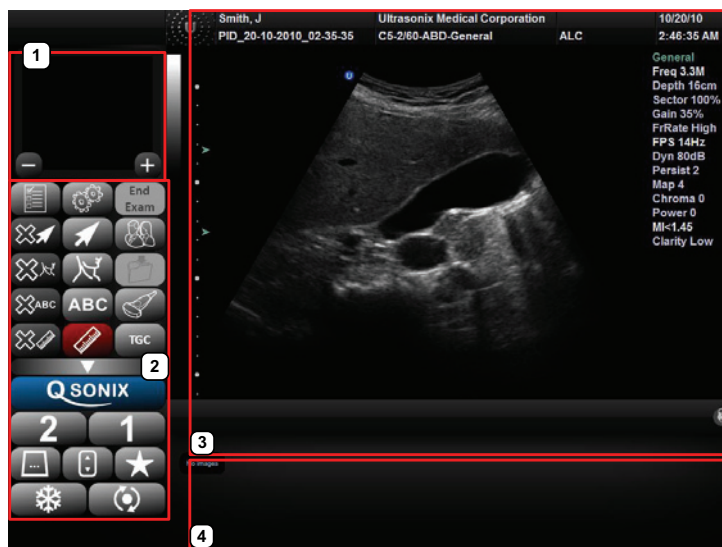 Smith, J Ultrasonix Medical Corporation 10/20/10
U PID_20-10-2010_02-35-35 C5-2/60-ABD-General ALC 2:46:35 AM
1
U
General
Freq 3.3M
Depth 16cm
Sector 100%
Gain 35%
FrRate High
FPS 14Hz
Dyn 80dB
Persist 2
Map 4
Chroma 0
Power 0
MI<1.45
Clarity Low
End
Exam
ABC ABC
TGC
2
Q SONIX
2 1
...
3
No images
4